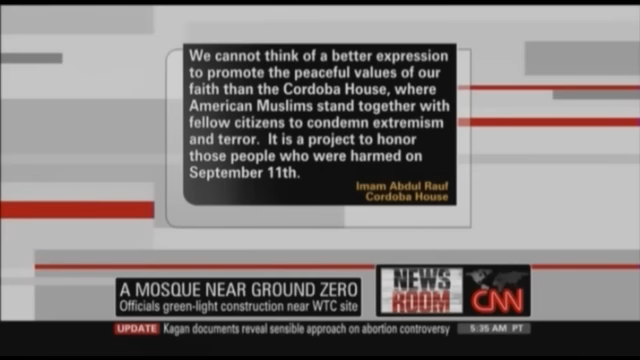 We cannot think of a better expression
to promote the peaceful values of our
faith than the Cordoba House, where
American Muslims stand together with
fellow citizens to condemn extremism
and terror. It is a project to honor
those people who were harmed on
September 11th.
Imam Abdul Rauf
Cordoba House
A MOSQUE NEAR GROUND ZERO
Officials green-light construction near WTC site
NEWS
ROOM
CNN
UPDATE Kagan documents reveal sensible approach on abortion controversy 5:35 AM PT